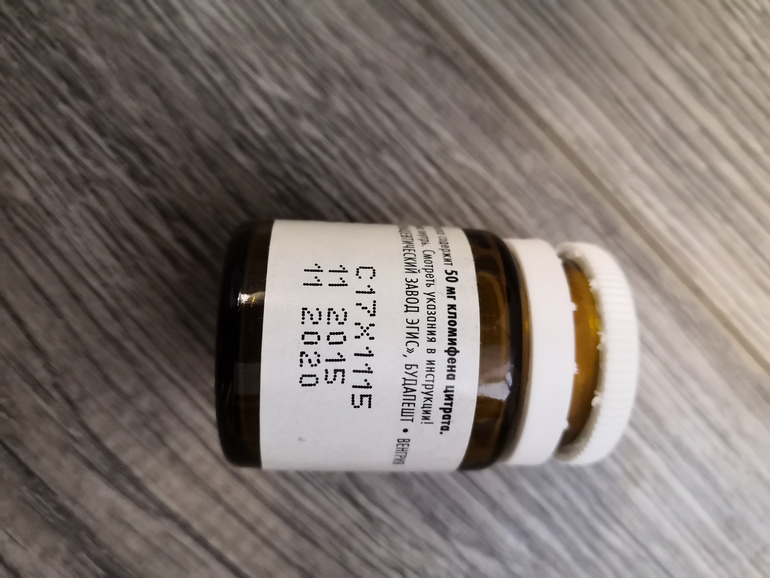 содержит 50 мг кломифена цитрата.
Смотреть указания в инструкции!
ЗАВОД ЭГИС», БУДАПЕШТ • ВЕНГРИЯ
C17X1115
11 2015
11 2020